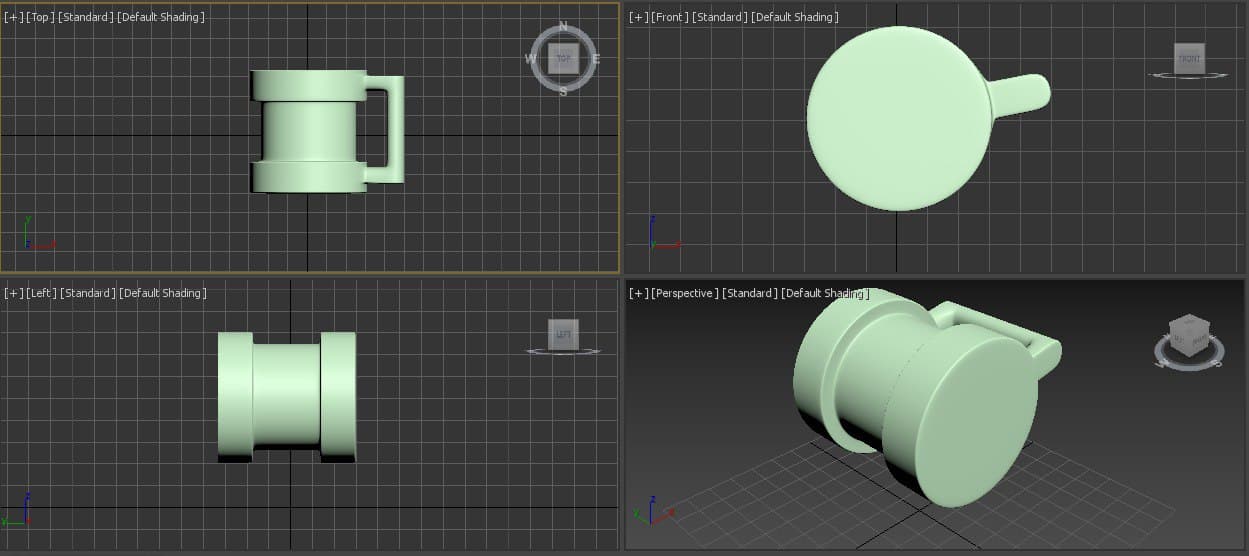 [+] [Top] [Standard] [Default Shading]
N
W TOP E
S
[+] [Front] [Standard] [Default Shading]
FRONT
y
z x
z
y x
[+] [Left] [Standard] [Default Shading]
LEFT
z
y x
[+] [Perspective] [Standard] [Default Shading]
W S
z
y x